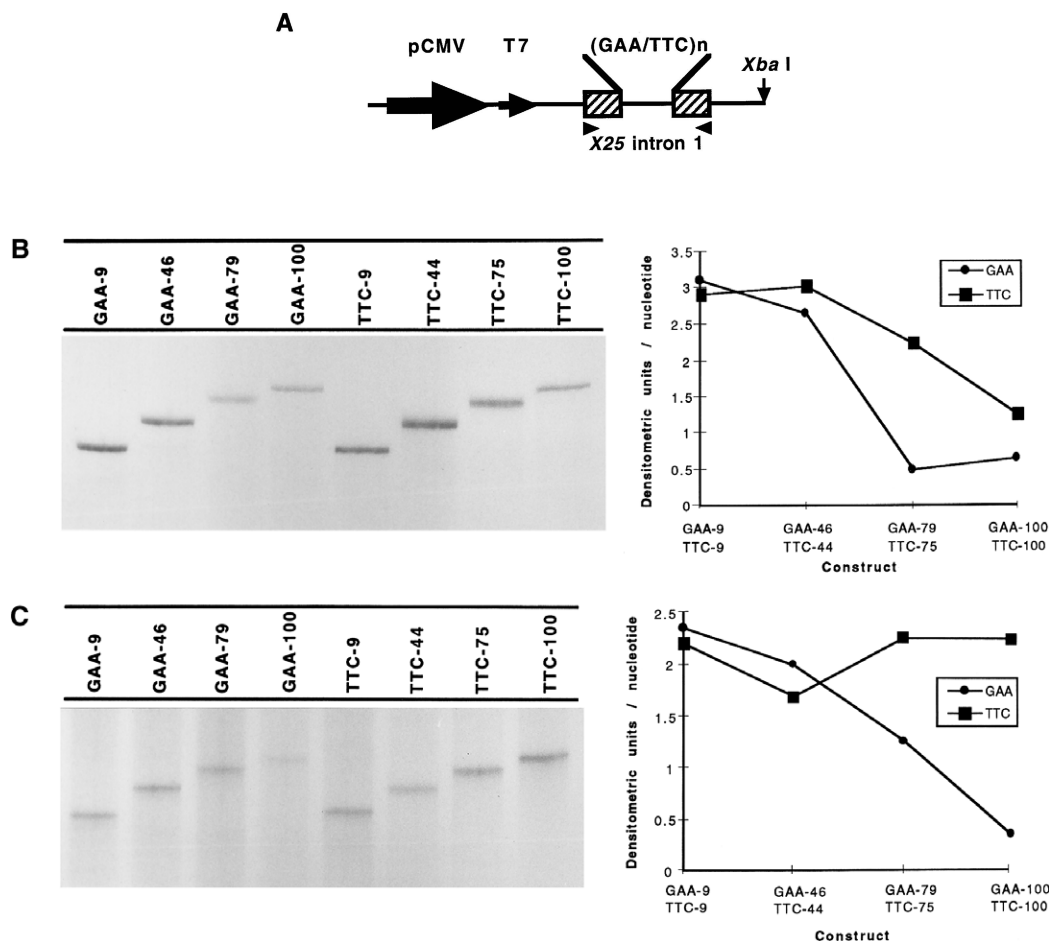 A
pCMV T7 (GAA/TTC)n
Xba I
X25 intron 1
B
GAA-9 GAA-46 GAA-79 GAA-100 TTC-9 TTC-44 TTC-75 TTC-100
Densitometric units / nucleotide
3.5
3
2.5
2
1.5
1
0.5
0
GAA
TTC
GAA-9 GAA-46 GAA-79 GAA-100
TTC-9 TTC-44 TTC-75 TTC-100
Construct
C
GAA-9 GAA-46 GAA-79 GAA-100 TTC-9 TTC-44 TTC-75 TTC-100
Densitometric units / nucleotide
2.5
2
1.5
1
0.5
0
GAA
TTC
GAA-9 GAA-46 GAA-79 GAA-100
TTC-9 TTC-44 TTC-75 TTC-100
Construct